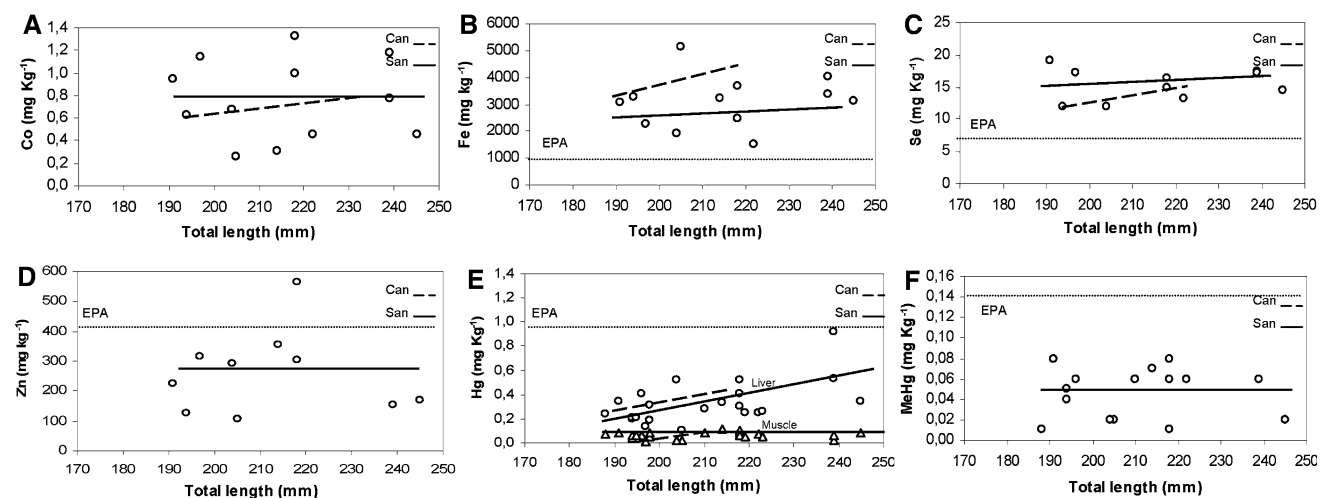 A
Co (mg Kg⁻¹)
1,4
1,2
1,0
0,8
0,6
0,4
0,2
0,0
Can
San
170 180 190 200 210 220 230 240 250
Total length (mm)
B
Fe (mg Kg⁻¹)
6000
5000
4000
3000
2000
1000
0
Can
San
EPA
170 180 190 200 210 220 230 240 250
Total length (mm)
C
Se (mg Kg⁻¹)
25
20
15
10
5
0
Can
San
EPA
170 180 190 200 210 220 230 240 250
Total length (mm)
D
Zn (mg kg⁻¹)
600
500
400
300
200
100
0
Can
San
EPA
170 180 190 200 210 220 230 240 250
Total length (mm)
E
Hg (mg Kg⁻¹)
1,4
1,2
1,0
0,8
0,6
0,4
0,2
0,0
Can
San
EPA
Liver
Muscle
170 180 190 200 210 220 230 240 250
Total length (mm)
F
MeHg (mg Kg⁻¹)
0,16
0,14
0,12
0,10
0,08
0,06
0,04
0,02
0,00
Can
San
EPA
170 180 190 200 210 220 230 240 250
Total length (mm)